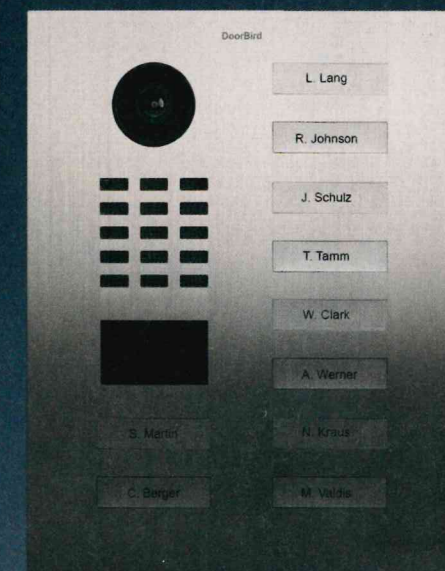 DoorBird
L. Lang
R. Johnson
J. Schulz
T. Tamm
W. Clark
A. Werner
S. Martin
N. Kraus
C. Berger
M. Valdis